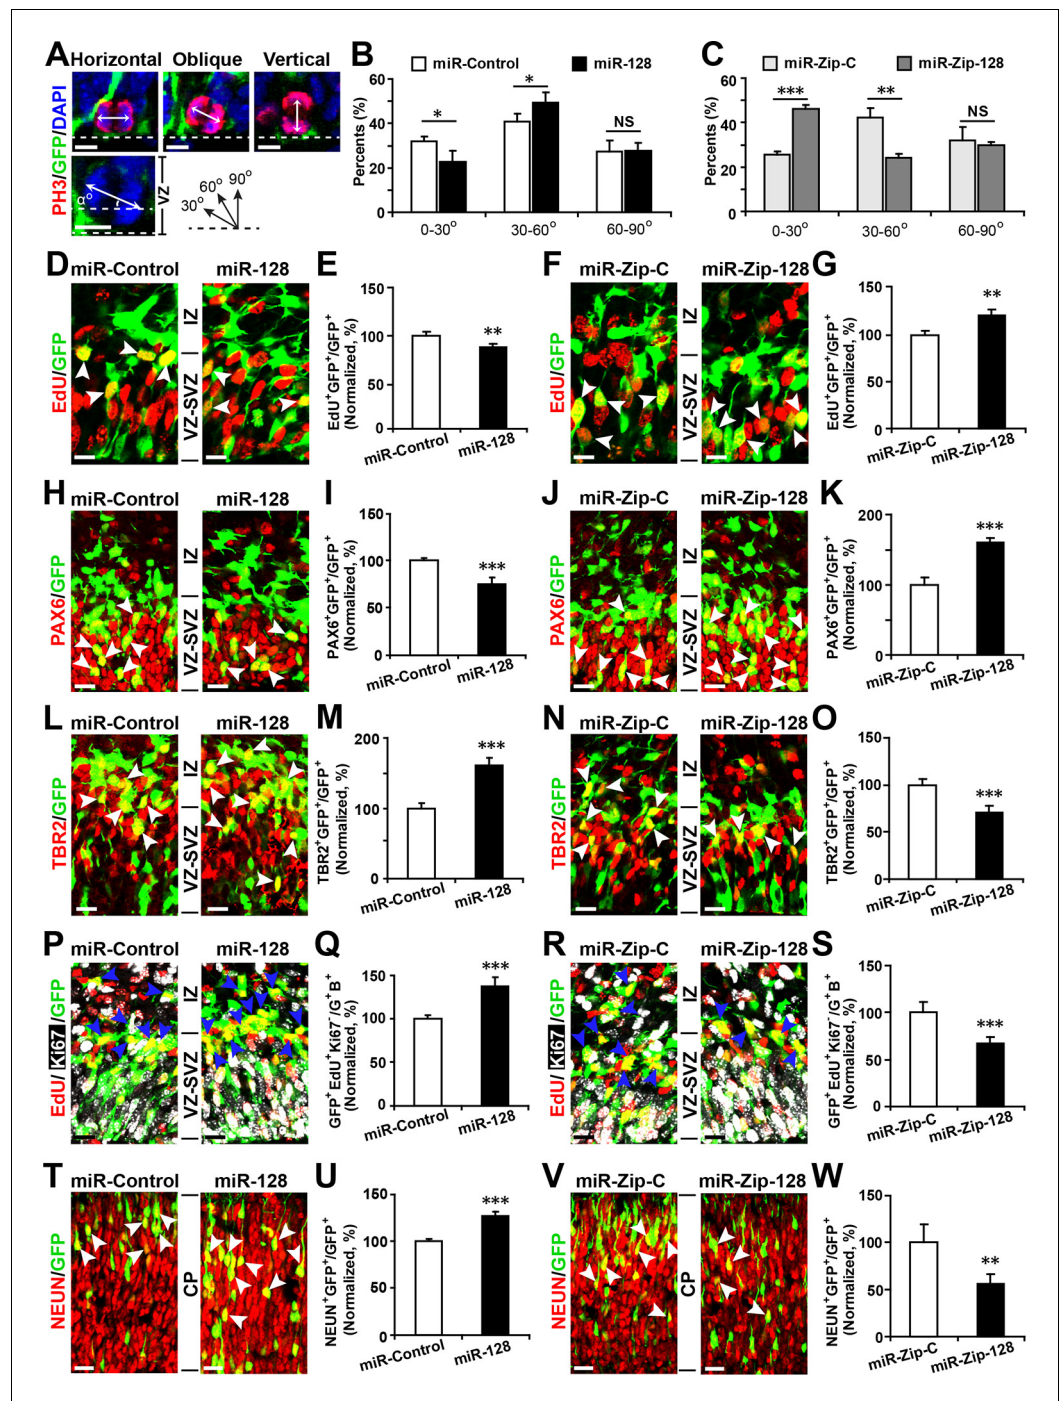 A
Horizontal Oblique Vertical
PH3/GFP/DAPI
αº
VZ
30º 60º 90º
B
miR-Control miR-128
Percents (%)
60
40
20
0
* * NS
0-30º 30-60º 60-90º
C
miR-Zip-C miR-Zip-128
Percents (%)
60
40
20
0
*** ** NS
0-30º 30-60º 60-90º
D
miR-Control miR-128
EdU/GFP
IZ
VZ-SVZ
E
EdU⁺GFP⁺/GFP⁺
(Normalized, %)
150
100
50
0
**
miR-Control miR-128
F
miR-Zip-C miR-Zip-128
EdU/GFP
IZ
VZ-SVZ
G
EdU⁺GFP⁺/GFP⁺
(Normalized, %)
150
100
50
0
**
miR-Zip-C miR-Zip-128
H
miR-Control miR-128
PAX6/GFP
IZ
VZ-SVZ
I
PAX6⁺GFP⁺/GFP⁺
(Normalized, %)
150
100
50
0
***
miR-Control miR-128
J
miR-Zip-C miR-Zip-128
PAX6/GFP
IZ
VZ-SVZ
K
PAX6⁺GFP⁺/GFP⁺
(Normalized, %)
200
100
0
***
miR-Zip-C miR-Zip-128
L
miR-Control miR-128
TBR2/GFP
IZ
VZ-SVZ
M
TBR2⁺GFP⁺/GFP⁺
(Normalized, %)
200
100
0
***
miR-Control miR-128
N
miR-Zip-C miR-Zip-128
TBR2/GFP
IZ
VZ-SVZ
O
TBR2⁺GFP⁺/GFP⁺
(Normalized, %)
150
100
50
0
***
miR-Zip-C miR-Zip-128
P
miR-Control miR-128
EdU/Ki67/GFP
IZ
VZ-SVZ
Q
GFP⁺EdU⁺Ki67⁻/G⁺B⁺
(Normalized, %)
150
100
50
0
***
miR-Control miR-128
R
miR-Zip-C miR-Zip-128
EdU/Ki67/GFP
IZ
VZ-SVZ
S
GFP⁺EdU⁺Ki67⁻/G⁺B⁺
(Normalized, %)
150
100
50
0
***
miR-Zip-C miR-Zip-128
T
miR-Control miR-128
NEUN/GFP
CP
U
NEUN⁺GFP⁺/GFP⁺
(Normalized, %)
150
100
50
0
***
miR-Control miR-128
V
miR-Zip-C miR-Zip-128
NEUN/GFP
CP
W
NEUN⁺GFP⁺/GFP⁺
(Normalized, %)
150
100
50
0
**
miR-Zip-C miR-Zip-128